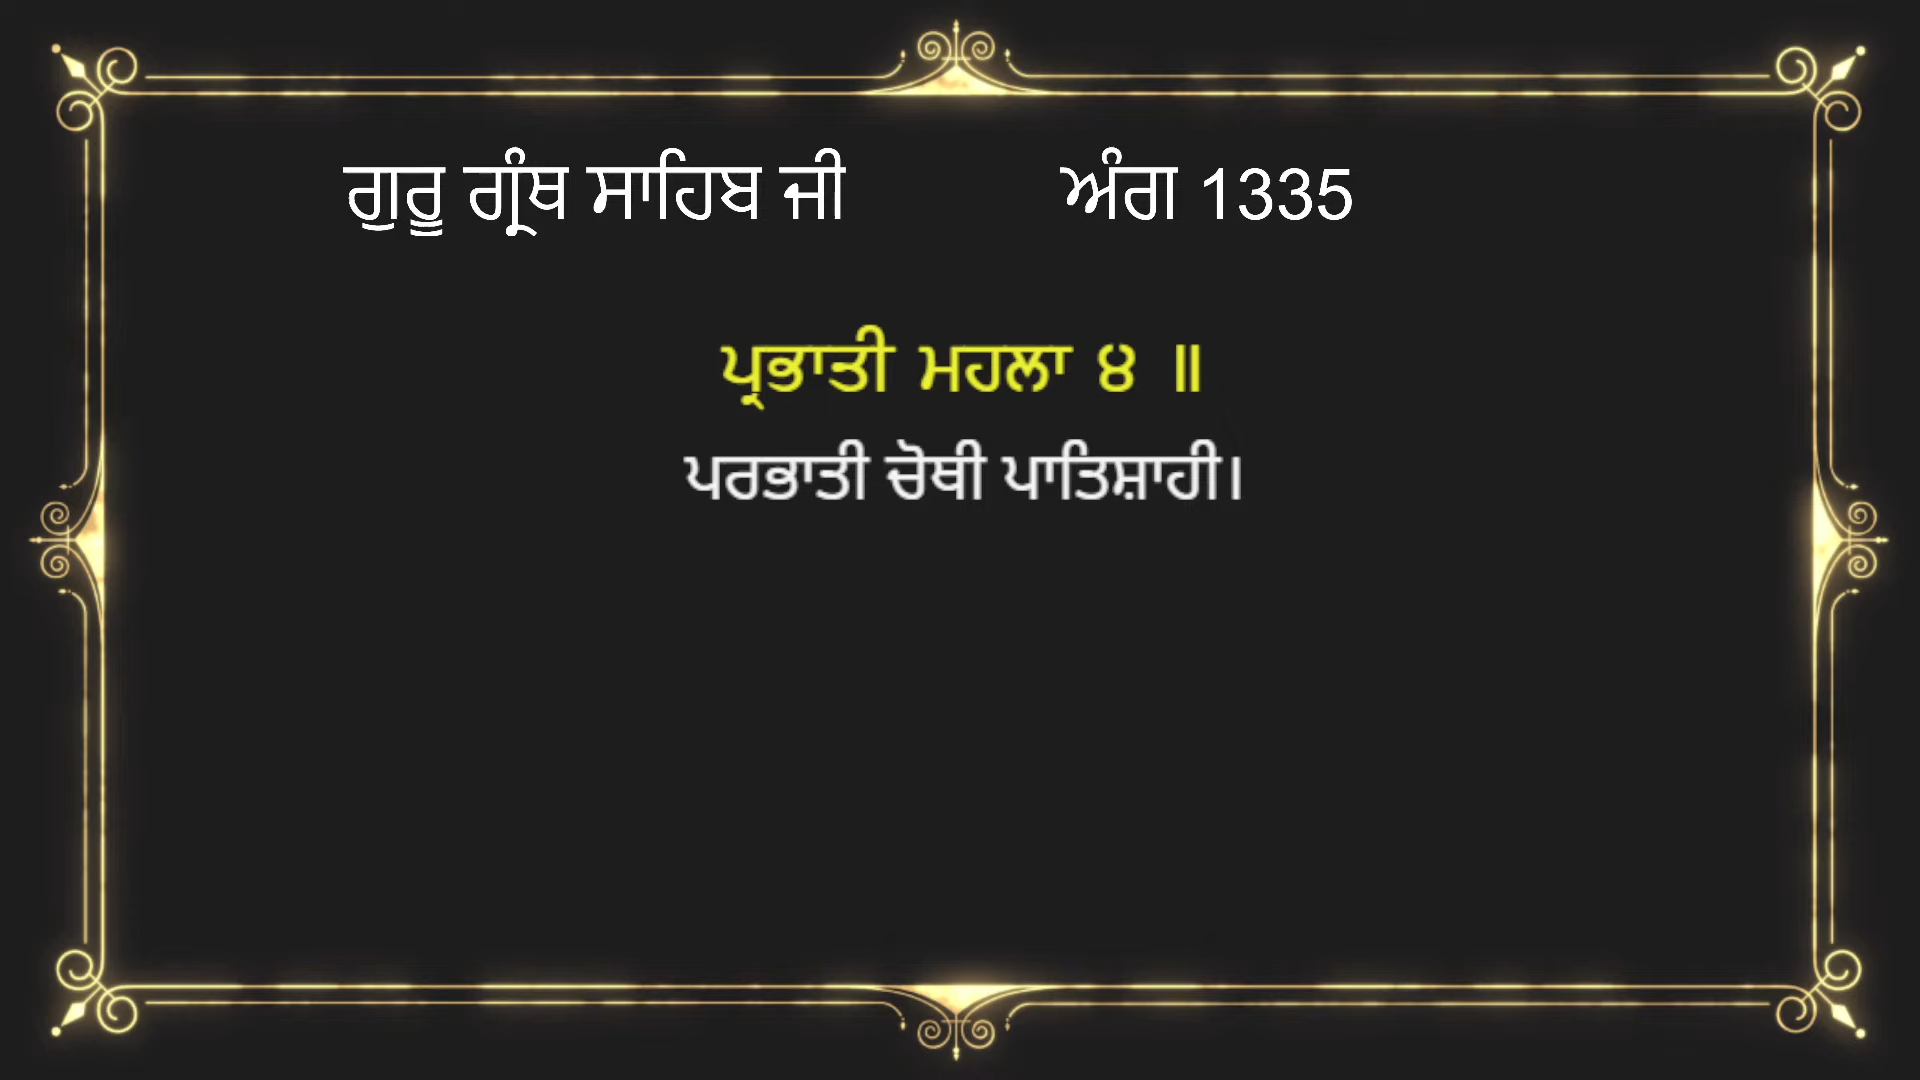 ਗੁਰੂ ਗ੍ਰੰਥ ਸਾਹਿਬ ਜੀ ਅੰਗ 1335
ਪ੍ਰਭਾਤੀ ਮਹਲਾ ੪ ॥
ਪਰਭਾਤੀ ਚੋਥੀ ਪਾਤਿਸ਼ਾਹੀ।